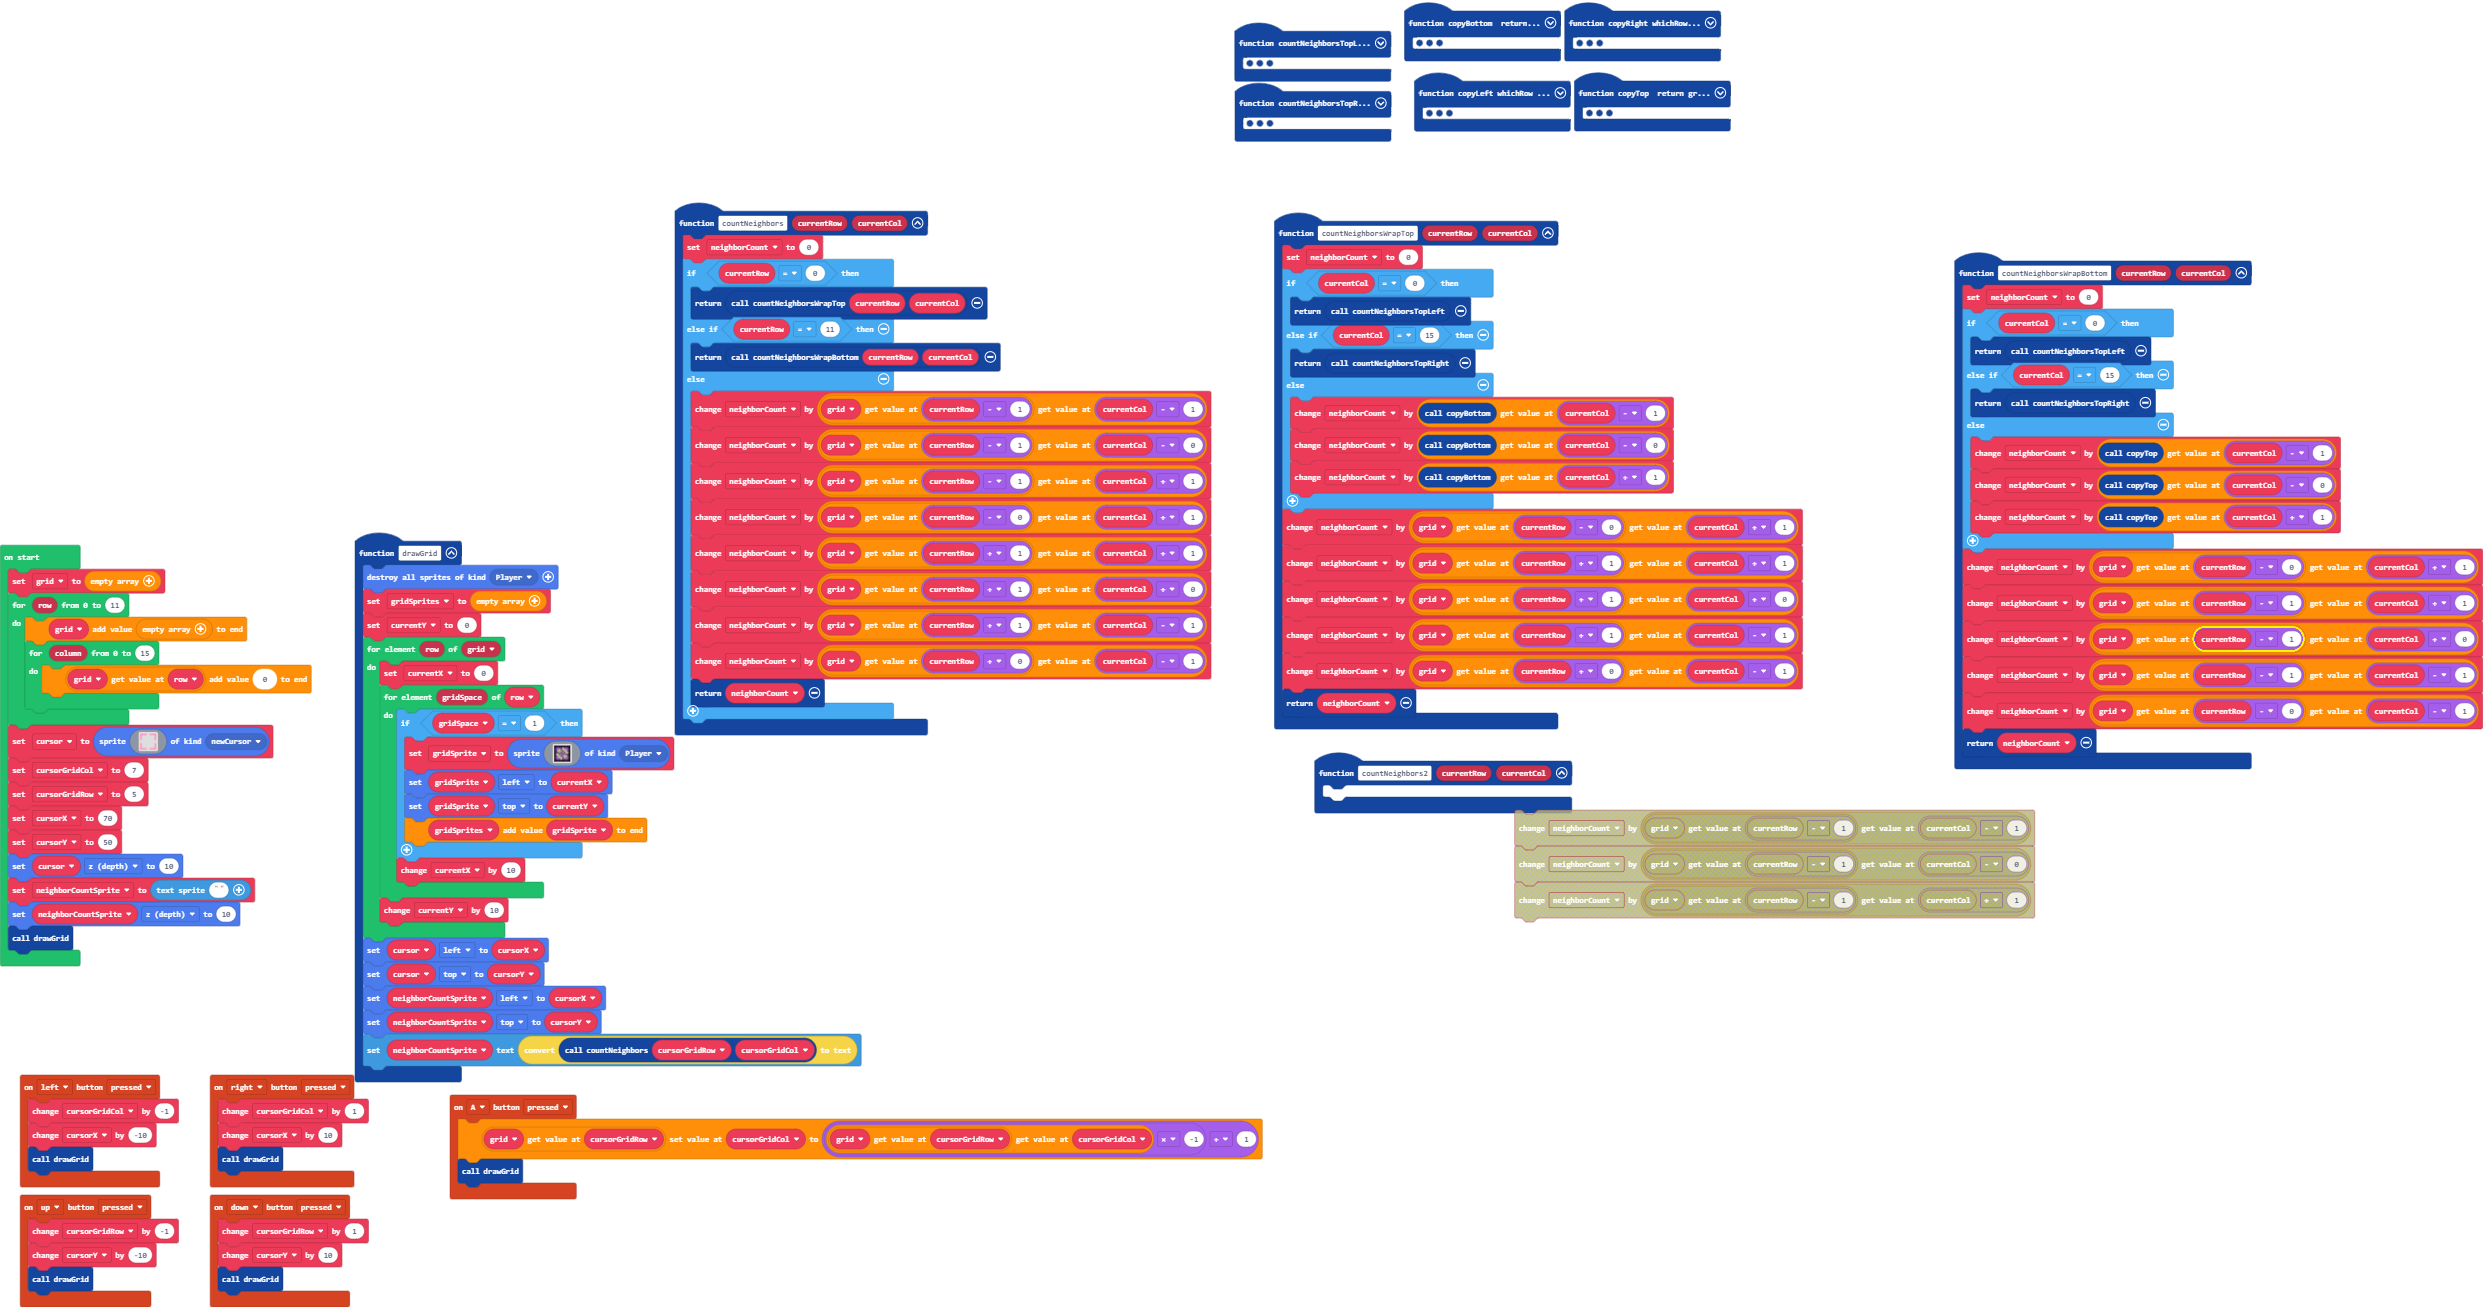 function countNeighborsTopL...
function countNeighborsTopR...
function copyBottom return...
function copyRight whichRow...
function copyLeft whichRow ...
function copyTop return gr...
on start
set grid to empty array
for row from 0 to 11
do grid add value empty array to end
for column from 0 to 15
do grid get value at row add value 0 to end
set cursor to sprite of kind newCursor
set cursorGridCol to 7
set cursorGridRow to 5
set cursorX to 70
set cursorY to 50
set cursor z (depth) to 10
set neighborCountSprite to text sprite " "
set neighborCountSprite z (depth) to 10
call drawGrid
function drawGrid
destroy all sprites of kind Player
set gridSprites to empty array
set currentY to 0
for element row of grid
do set currentX to 0
for element gridSpace of row
do if gridSpace = 1 then
set gridSprite to sprite of kind Player
set gridSprite left to currentX
set gridSprite top to currentY
gridSprites add value gridSprite to end
change currentX by 10
change currentY by 10
set cursor left to cursorX
set cursor top to cursorY
set neighborCountSprite left to cursorX
set neighborCountSprite top to cursorY
set neighborCountSprite text convert call countNeighbors cursorGridRow cursorGridCol to text
function countNeighbors currentRow currentCol
set neighborCount to 0
if currentRow = 0 then
return call countNeighborsWrapTop currentRow currentCol
else if currentRow = 11 then
return call countNeighborsWrapBottom currentRow currentCol
else
change neighborCount by grid get value at currentRow - 1 get value at currentCol - 1
change neighborCount by grid get value at currentRow - 1 get value at currentCol - 0
change neighborCount by grid get value at currentRow - 1 get value at currentCol + 1
change neighborCount by grid get value at currentRow - 0 get value at currentCol + 1
change neighborCount by grid get value at currentRow + 1 get value at currentCol + 1
change neighborCount by grid get value at currentRow + 1 get value at currentCol + 0
change neighborCount by grid get value at currentRow + 1 get value at currentCol - 1
change neighborCount by grid get value at currentRow + 0 get value at currentCol - 1
return neighborCount
function countNeighborsWrapTop currentRow currentCol
set neighborCount to 0
if currentCol = 0 then
return call countNeighborsTopLeft
else if currentCol = 15 then
return call countNeighborsTopRight
else
change neighborCount by call copyBottom get value at currentCol - 1
change neighborCount by call copyBottom get value at currentCol - 0
change neighborCount by call copyBottom get value at currentCol + 1
change neighborCount by grid get value at currentRow - 0 get value at currentCol + 1
change neighborCount by grid get value at currentRow + 1 get value at currentCol + 1
change neighborCount by grid get value at currentRow + 1 get value at currentCol + 0
change neighborCount by grid get value at currentRow + 1 get value at currentCol - 1
change neighborCount by grid get value at currentRow + 0 get value at currentCol - 1
return neighborCount
function countNeighborsWrapBottom currentRow currentCol
set neighborCount to 0
if currentCol = 0 then
return call countNeighborsTopLeft
else if currentCol = 15 then
return call countNeighborsTopRight
else
change neighborCount by call copyTop get value at currentCol - 1
change neighborCount by call copyTop get value at currentCol - 0
change neighborCount by call copyTop get value at currentCol + 1
change neighborCount by grid get value at currentRow - 0 get value at currentCol + 1
change neighborCount by grid get value at currentRow - 1 get value at currentCol + 1
change neighborCount by grid get value at currentRow - 1 get value at currentCol + 0
change neighborCount by grid get value at currentRow - 1 get value at currentCol - 1
change neighborCount by grid get value at currentRow - 0 get value at currentCol - 1
return neighborCount
function countNeighbors2 currentRow currentCol
change neighborCount by grid get value at currentRow - 1 get value at currentCol - 1
change neighborCount by grid get value at currentRow - 1 get value at currentCol - 0
change neighborCount by grid get value at currentRow - 1 get value at currentCol + 1
on left button pressed
change cursorGridCol by -1
change cursorX by -10
call drawGrid
on right button pressed
change cursorGridCol by 1
change cursorX by 10
call drawGrid
on A button pressed
grid get value at cursorGridRow set value at cursorGridCol to grid get value at cursorGridRow get value at cursorGridCol × -1 + 1
call drawGrid
on up button pressed
change cursorGridRow by -1
change cursorY by -10
call drawGrid
on down button pressed
change cursorGridRow by 1
change cursorY by 10
call drawGrid